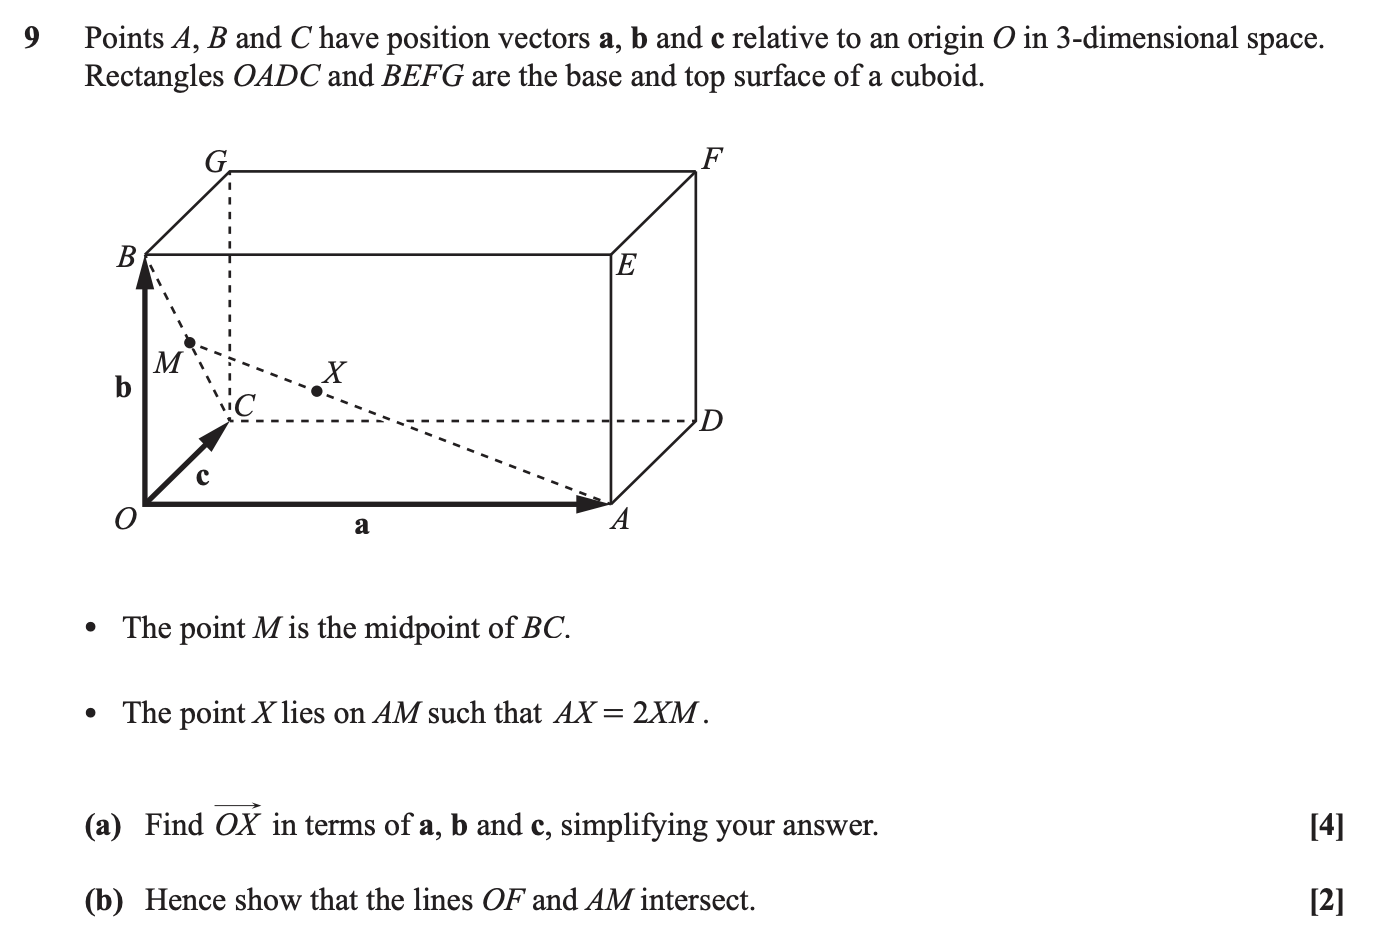 9 Points A, B and C have position vectors a, b and c relative to an origin O in 3-dimensional space.
Rectangles OADC and BEFG are the base and top surface of a cuboid.
G
F
B
E
M
X
b
C
D
c
O
a
A
• The point M is the midpoint of BC.
• The point X lies on AM such that AX = 2XM.
(a) Find $\overrightarrow{OX}$ in terms of a, b and c, simplifying your answer. [4]
(b) Hence show that the lines OF and AM intersect. [2]